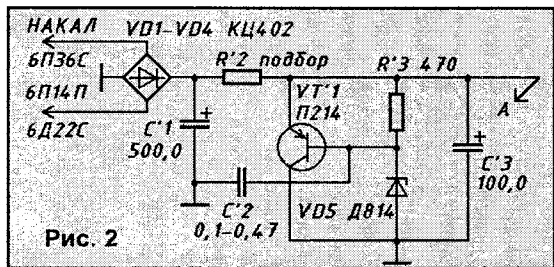 НАКАЛ
VD1-VD4 КЦ402
6П36С
6П14П
6Д22С
R'2 подбор
R'3 470
VT'1
П214
A
+
C'1
500,0
+
C'3
100,0
C'2
0,1-0,47
VD5 Д814
Рис. 2